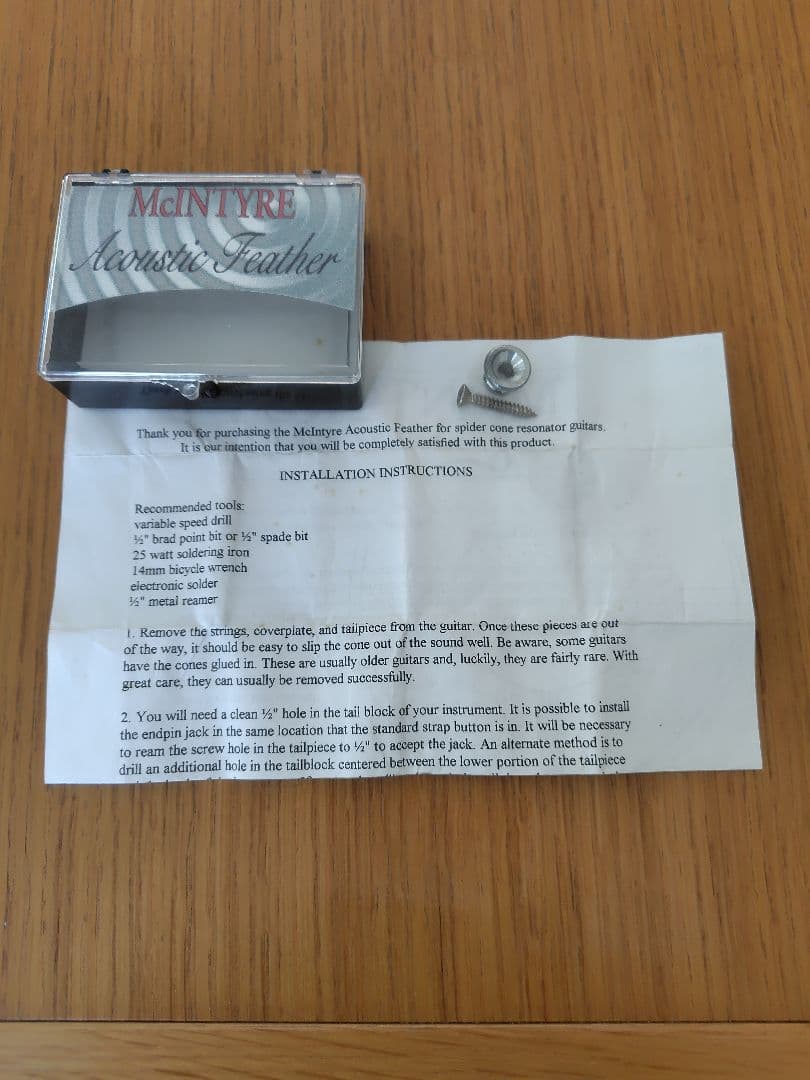 McINTYRE
Acoustic Feather
Thank you for purchasing the McIntyre Acoustic Feather for spider cone resonator guitars.
It is our intention that you will be completely satisfied with this product.
INSTALLATION INSTRUCTIONS
Recommended tools:
variable speed drill
½" brad point bit or ½" spade bit
25 watt soldering iron
14mm bicycle wrench
electronic solder
½" metal reamer
1. Remove the strings, coverplate, and tailpiece from the guitar. Once these pieces are out
of the way, it should be easy to slip the cone out of the sound well. Be aware, some guitars
have the cones glued in. These are usually older guitars and, luckily, they are fairly rare. With
great care, they can usually be removed successfully.
2. You will need a clean ½" hole in the tail block of your instrument. It is possible to install
the endpin jack in the same location that the standard strap button is in. It will be necessary
to ream the screw hole in the tailpiece to ½" to accept the jack. An alternate method is to
drill an additional hole in the tailblock centered between the lower portion of the tailpiece